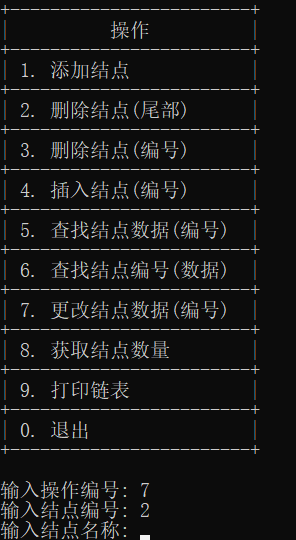 操作
1. 添加结点
2. 删除结点(尾部)
3. 删除结点(编号)
4. 插入结点(编号)
5. 查找结点数据(编号)
6. 查找结点编号(数据)
7. 更改结点数据(编号)
8. 获取结点数量
9. 打印链表
0. 退出
输入操作编号: 7
输入结点编号: 2
输入结点名称: